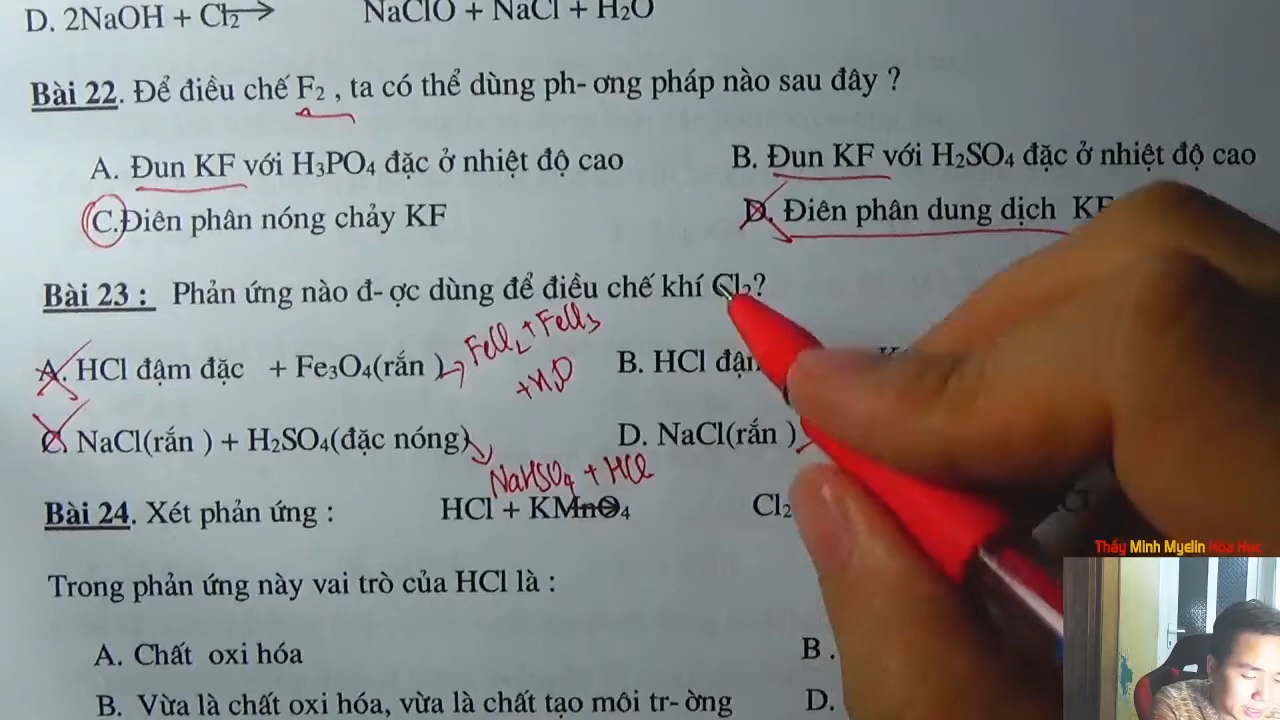 D. 2NaOH + Cl₂ → NaClO + NaCl + H₂O
Bài 22. Để điều chế F₂ , ta có thể dùng ph- ơng pháp nào sau đây ?
A. Đun KF với H₃PO₄ đặc ở nhiệt độ cao B. Đun KF với H₂SO₄ đặc ở nhiệt độ cao
C.Điên phân nóng chảy KF D. Điên phân dung dịch KF
Bài 23 : Phản ứng nào đ- ợc dùng để điều chế khí Cl₂?
FeCl₂ + FeCl₃
A. HCl đậm đặc + Fe₃O₄(rắn ) B. HCl
+ H₂O
C. NaCl(rắn ) + H₂SO₄(đặc nóng) D. NaCl(rắn )
NaHSO₄ + HCl
Bài 24. Xét phản ứng : HCl + KMnO₄ Cl₂
Thầy Minh Myelin Hóa Học
Trong phản ứng này vai trò của HCl là :
A. Chất oxi hóa B .
B. Vừa là chất oxi hóa, vừa là chất tạo môi tr- ờng D.